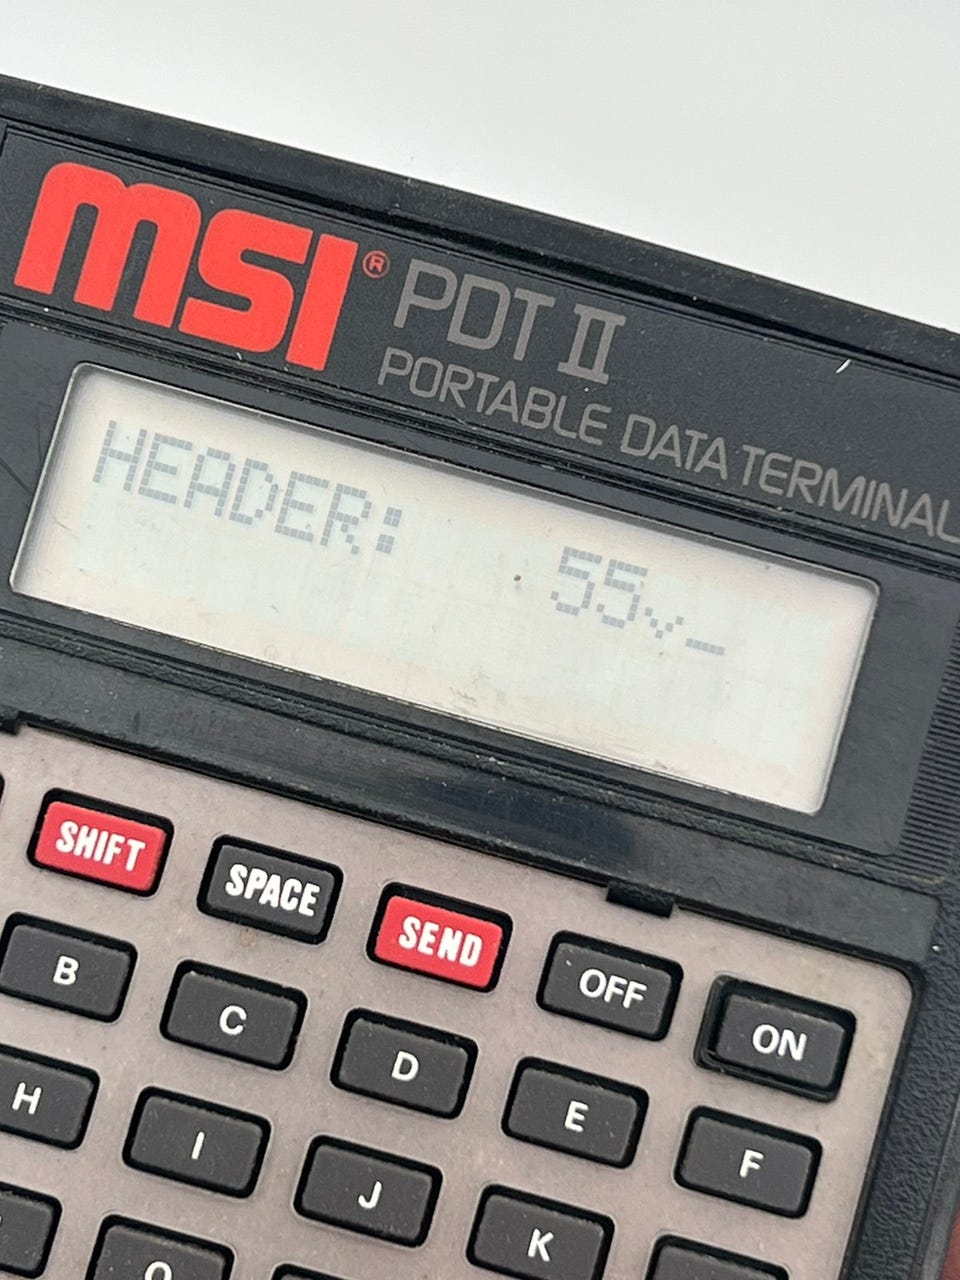 MSI® PDT II
PORTABLE DATA TERMINAL
HEADER: 55v_
SHIFT SPACE SEND OFF ON
B C D E F
H I J K